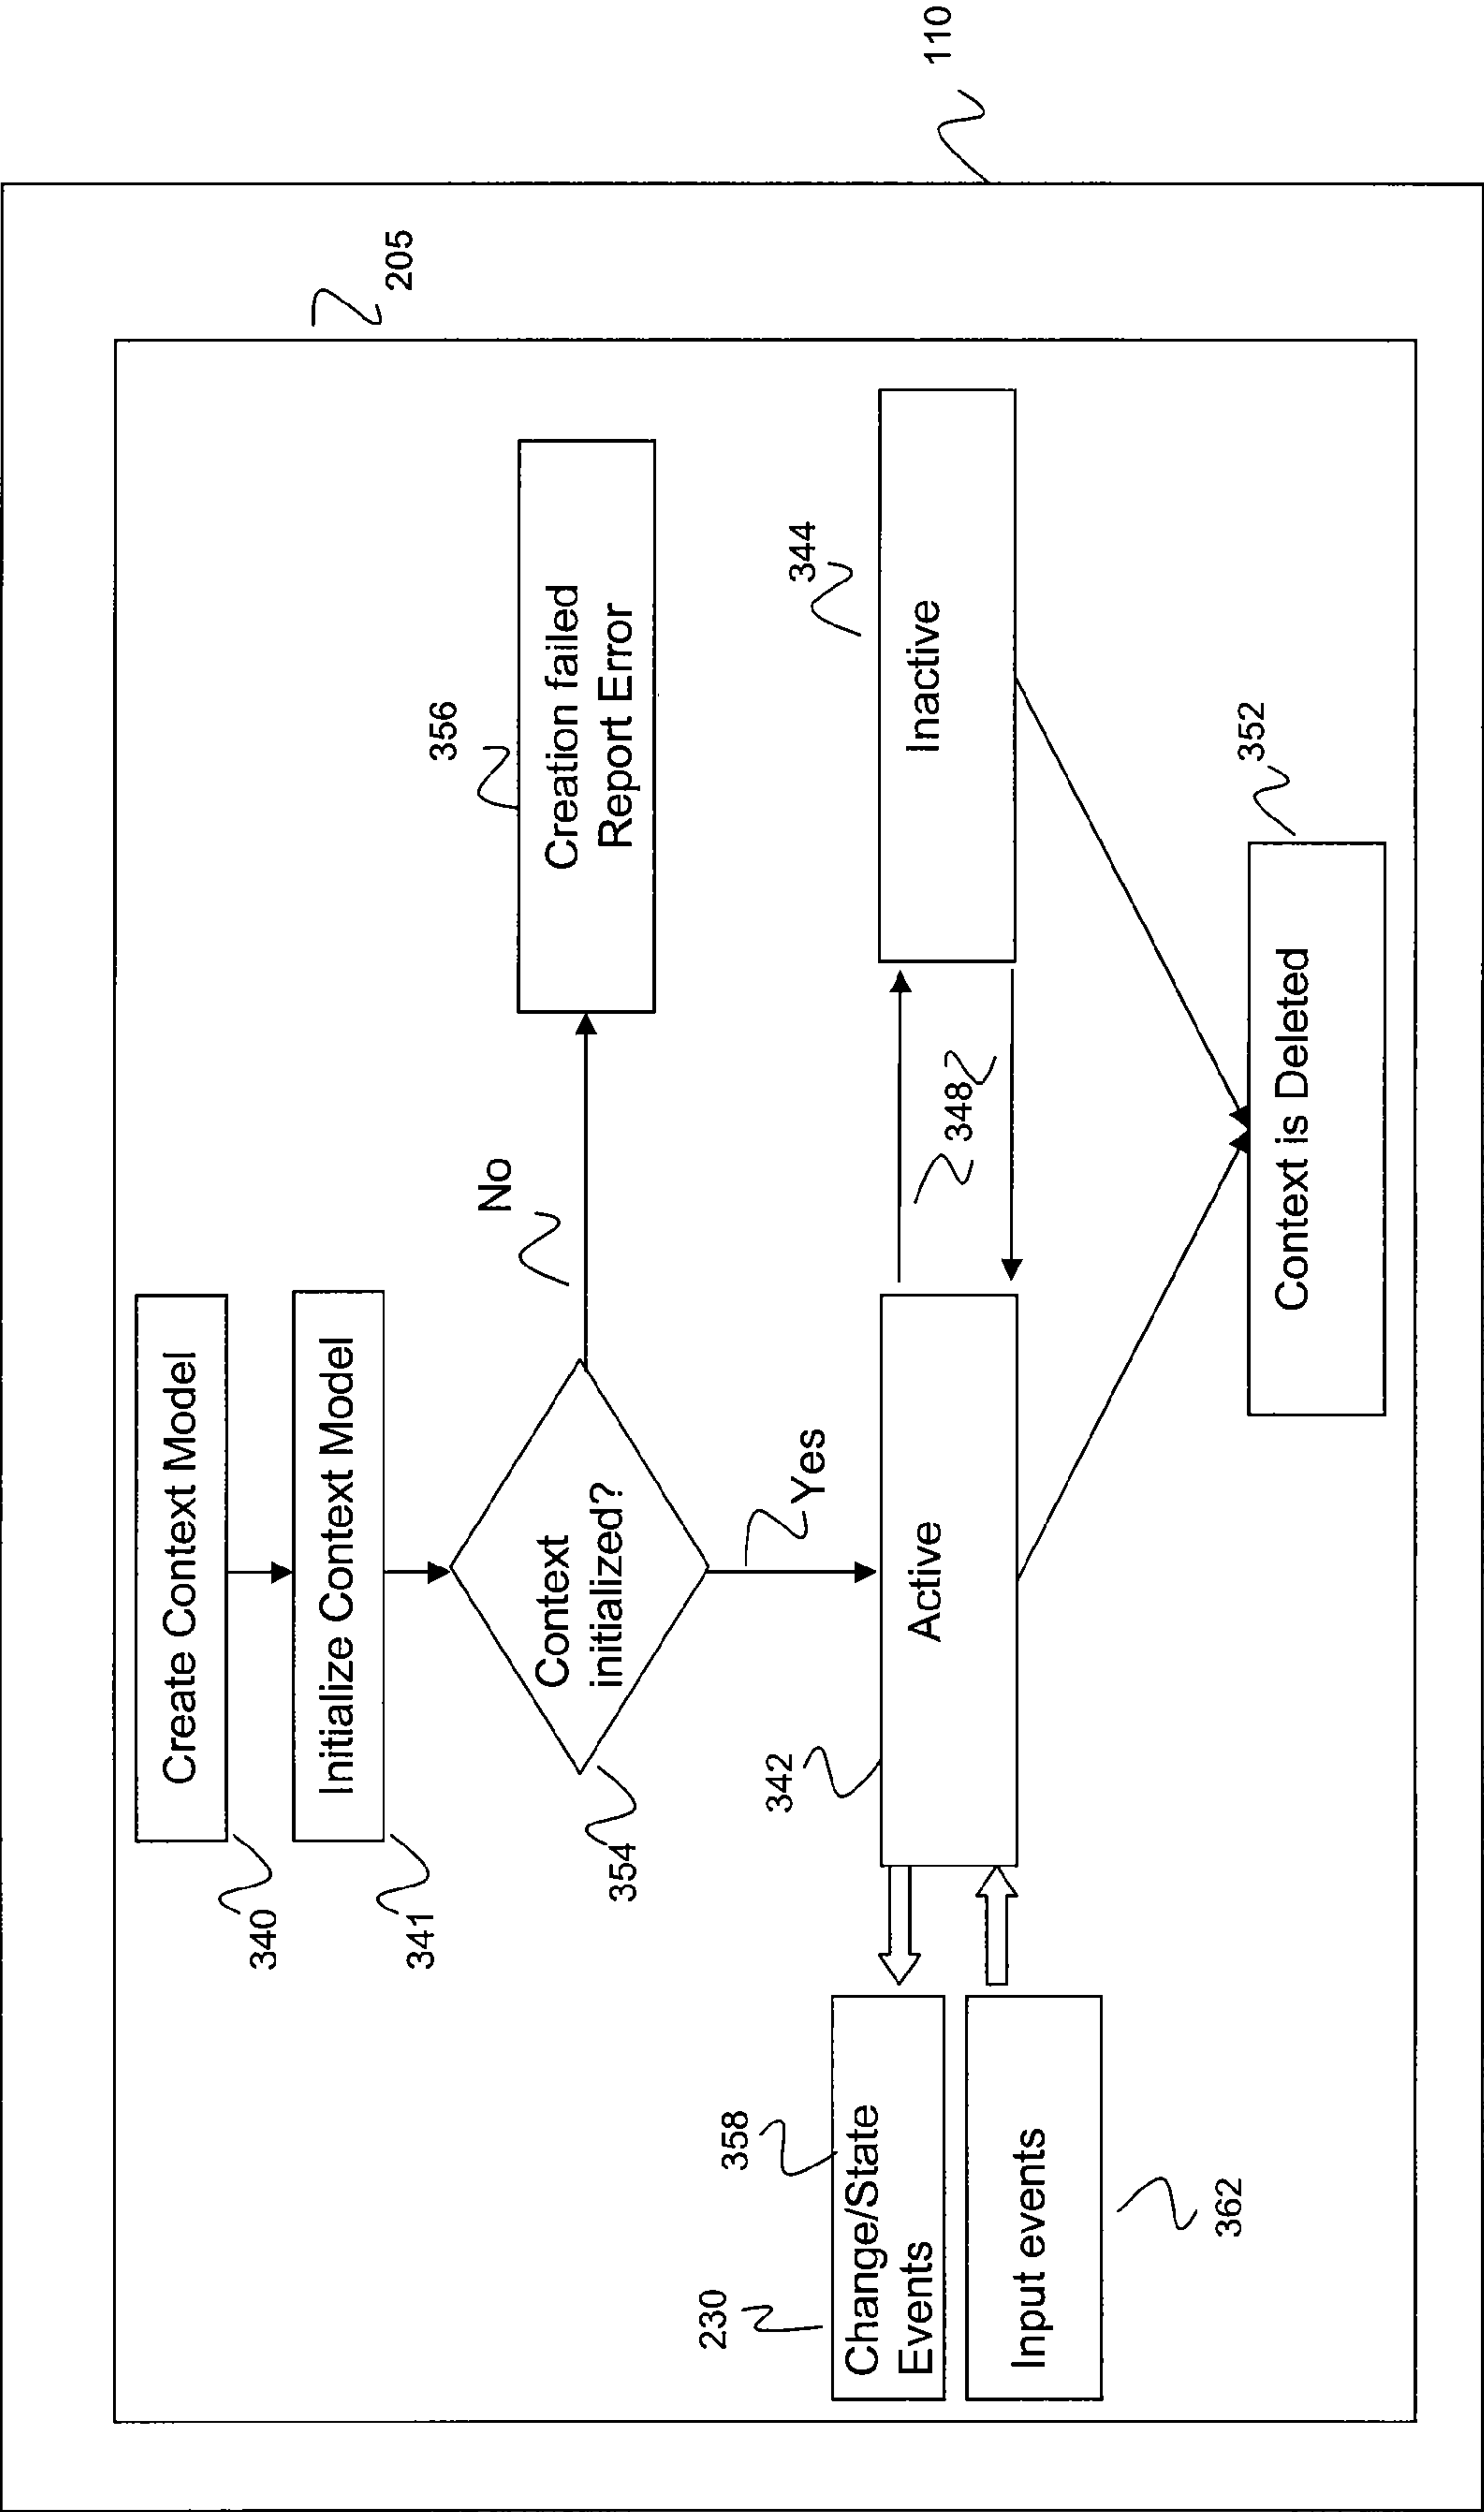 110
205
Create Context Model
340
Initialize Context Model
341
Context
initialized?
354
No
356
Creation failed
Report Error
Yes
342
Active
348
344
Inactive
230
358
Change/State
Events
Input events
362
352
Context is Deleted